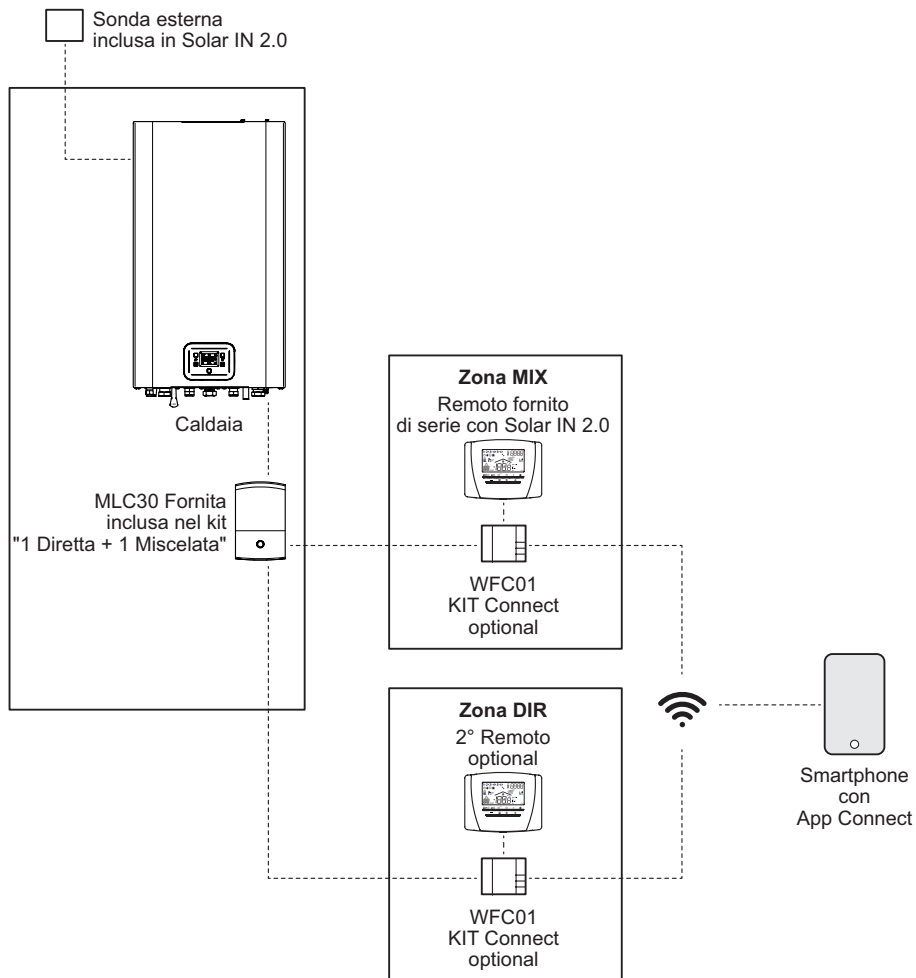 Sonda esterna
inclusa in Solar IN 2.0
Caldaia
MLC30 Fornita
inclusa nel kit
"1 Diretta + 1 Miscelata"
Zona MIX
Remoto fornito
di serie con Solar IN 2.0
WFC01
KIT Connect
optional
Zona DIR
2° Remoto
optional
WFC01
KIT Connect
optional
Smartphone
con
App Connect